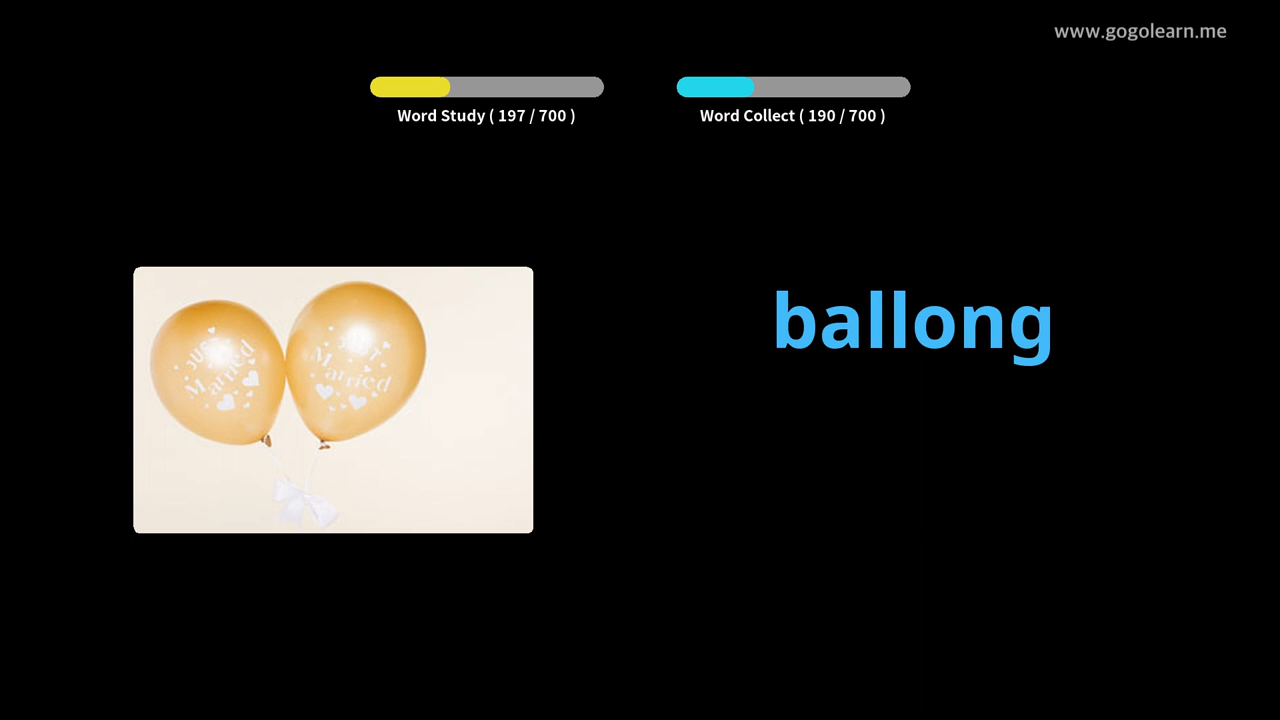 www.gogolearn.me
Word Study ( 197 / 700 )
Word Collect ( 190 / 700 )
JUST
Married
JUST
Married
ballong